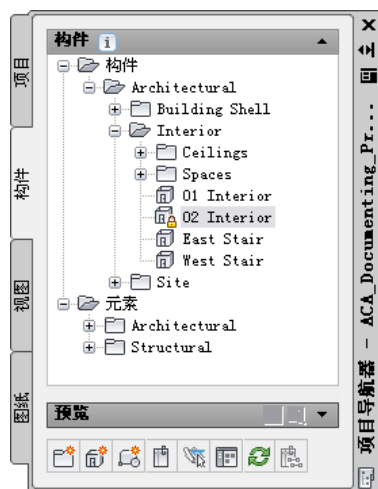 构件
构件
Architectural
Building Shell
Interior
Ceilings
Spaces
01 Interior
02 Interior
East Stair
West Stair
Site
元素
Architectural
Structural
预览
项目
构件
视图
图纸
项目导航器 - ACA_Documenting_Pr...